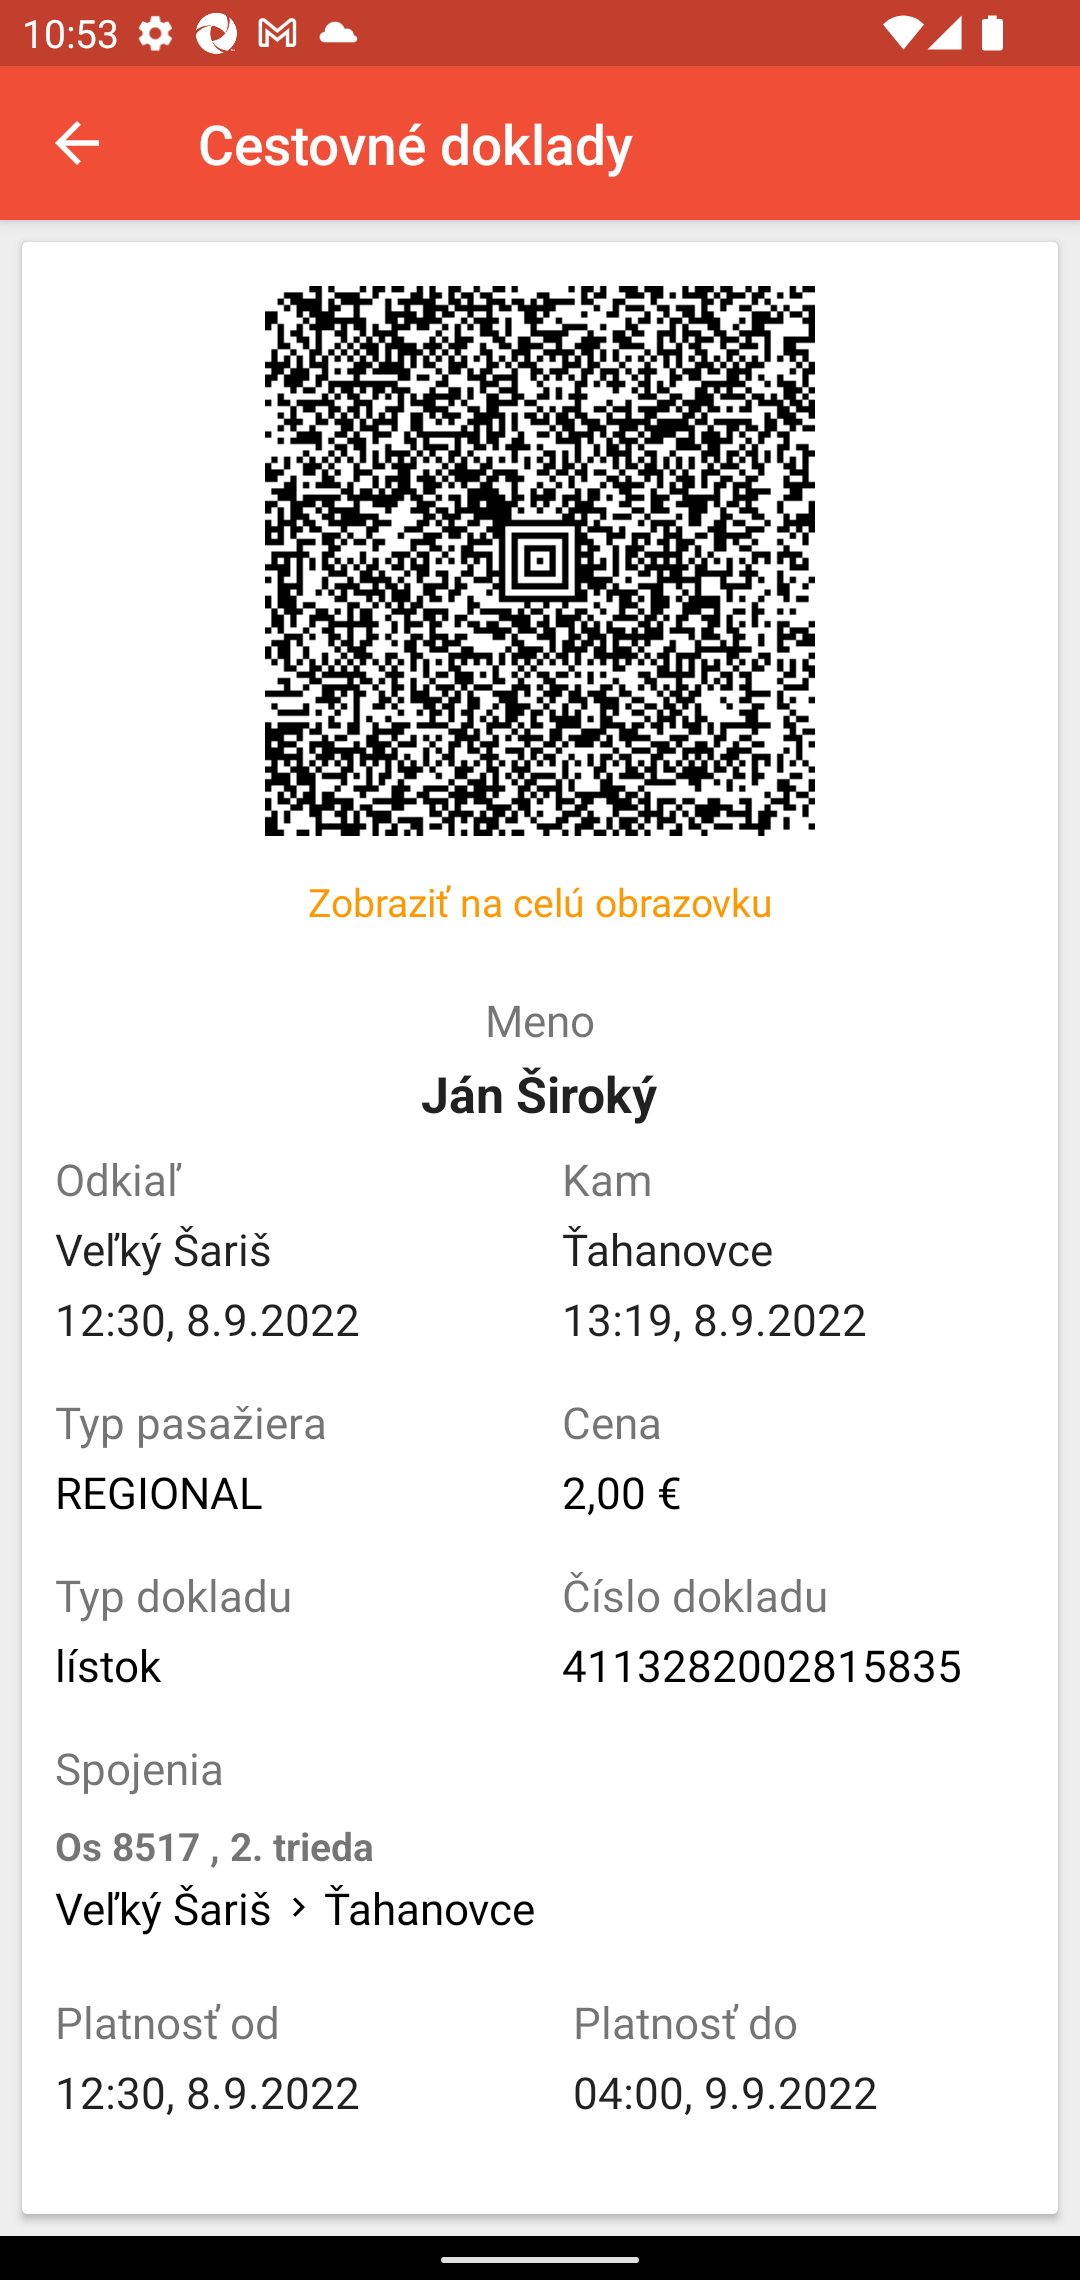 10:53
Cestovné doklady
Zobraziť na celú obrazovku
Meno
Ján Široký
Odkiaľ
Kam
Veľký Šariš
Ťahanovce
12:30, 8.9.2022
13:19, 8.9.2022
Typ pasažiera
Cena
REGIONAL
2,00 €
Typ dokladu
Číslo dokladu
lístok
4113282002815835
Spojenia
Os 8517 , 2. trieda
Veľký Šariš > Ťahanovce
Platnosť od
Platnosť do
12:30, 8.9.2022
04:00, 9.9.2022